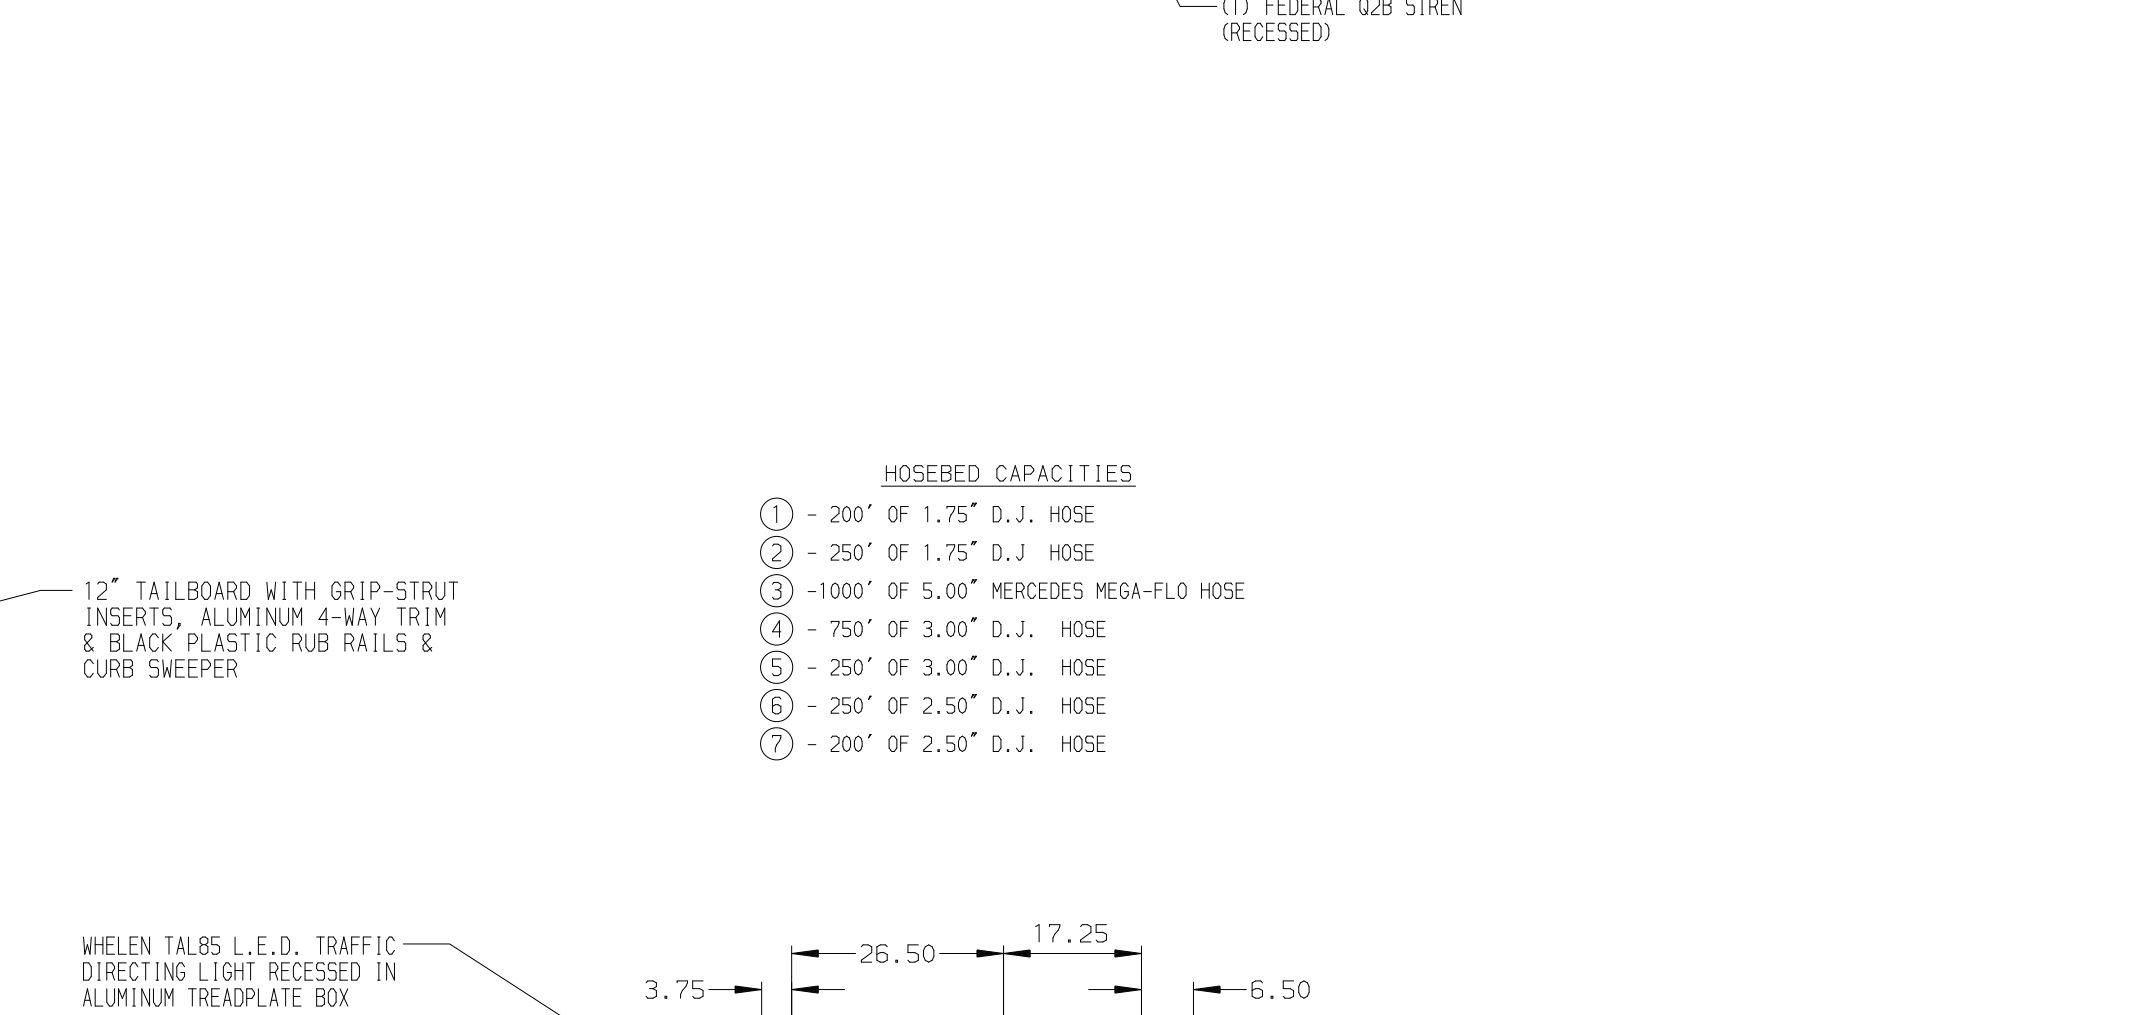 (1) FEDERAL Q2B SIREN
(RECESSED)
HOSEBED CAPACITIES
1 - 200' OF 1.75" D.J. HOSE
2 - 250' OF 1.75" D.J HOSE
3 -1000' OF 5.00" MERCEDES MEGA-FLO HOSE
4 - 750' OF 3.00" D.J. HOSE
5 - 250' OF 3.00" D.J. HOSE
6 - 250' OF 2.50" D.J. HOSE
7 - 200' OF 2.50" D.J. HOSE
12" TAILBOARD WITH GRIP-STRUT
INSERTS, ALUMINUM 4-WAY TRIM
& BLACK PLASTIC RUB RAILS &
CURB SWEEPER
WHELEN TAL85 L.E.D. TRAFFIC
DIRECTING LIGHT RECESSED IN
ALUMINUM TREADPLATE BOX
17.25
26.50
3.75
6.50